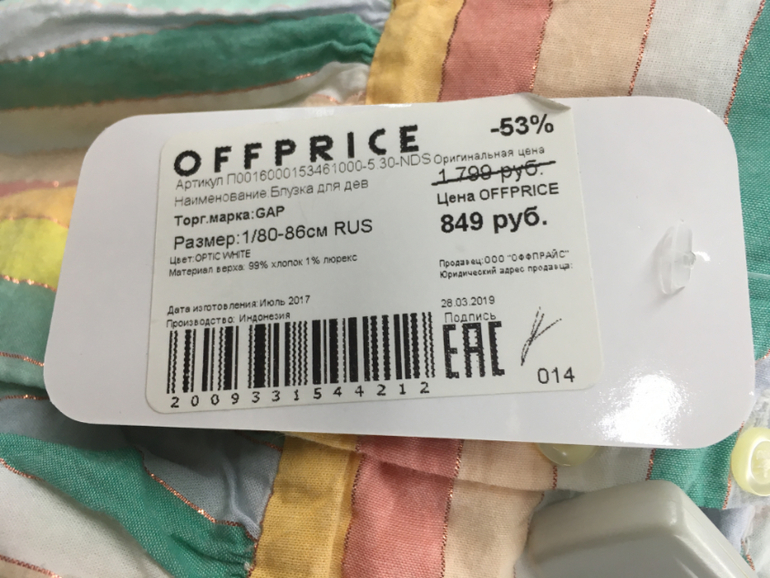 OFFPRICE
Артикул П0016000153461000-5.30-NDS
Наименование:Блузка для дев
Торг.марка:GAP
Размер:1/80-86см RUS
Цвет:OPTIC WHITE
Материал верха: 99% хлопок 1% люрекс
Дата изготовления:Июль 2017
Производство: Индонезия
2009331544212
-53%
Оригинальная цена
1 799 руб.
Цена OFFPRICE
849 руб.
Продавец:ООО "ОФФПРАЙС"
Юридический адрес продавца:
28.03.2019
Подпись
EAC
014